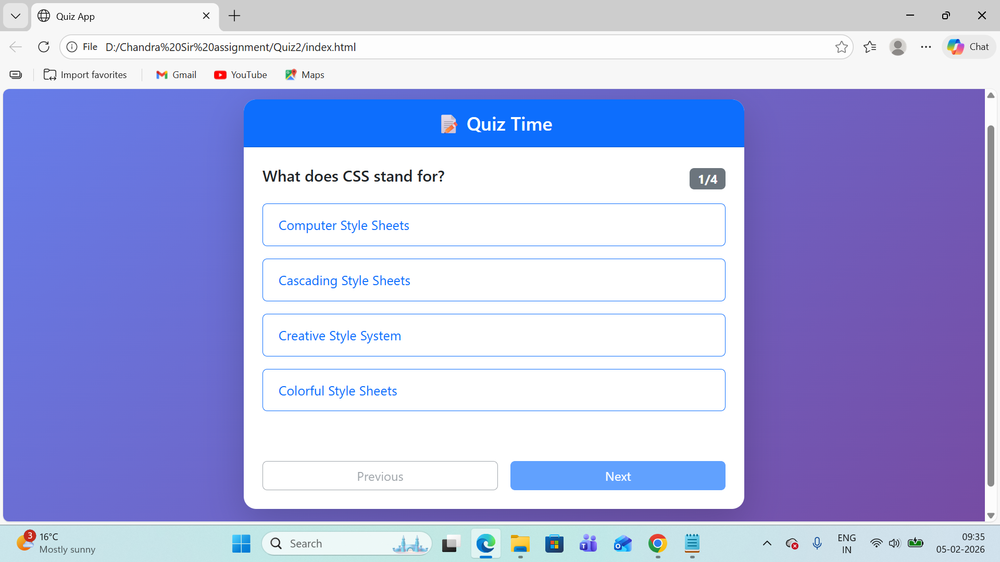 Quiz App
File D:/Chandra%20Sir%20assignment/Quiz2/index.html
Chat
Import favorites
Gmail
YouTube
Maps
Quiz Time
What does CSS stand for?
1/4
Computer Style Sheets
Cascading Style Sheets
Creative Style System
Colorful Style Sheets
Previous
Next
3
16°C
Mostly sunny
Search
T
O
ENG
IN
09:35
05-02-2026